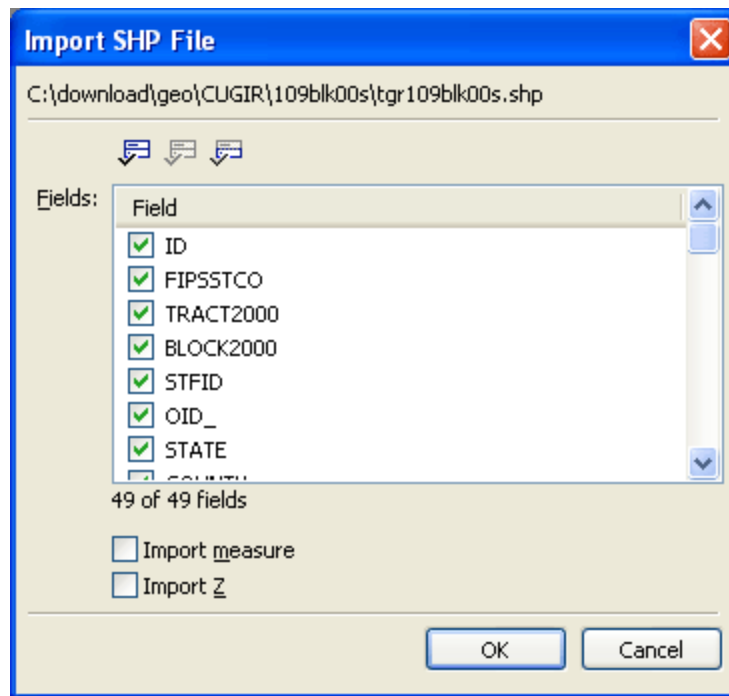 Import SHP File
C:\download\geo\CUGIR\109blk00s\tgr109blk00s.shp
Fields:
Field
ID
FIPSSTCO
TRACT2000
BLOCK2000
STFID
OID_
STATE
49 of 49 fields
Import measure
Import Z
OK
Cancel